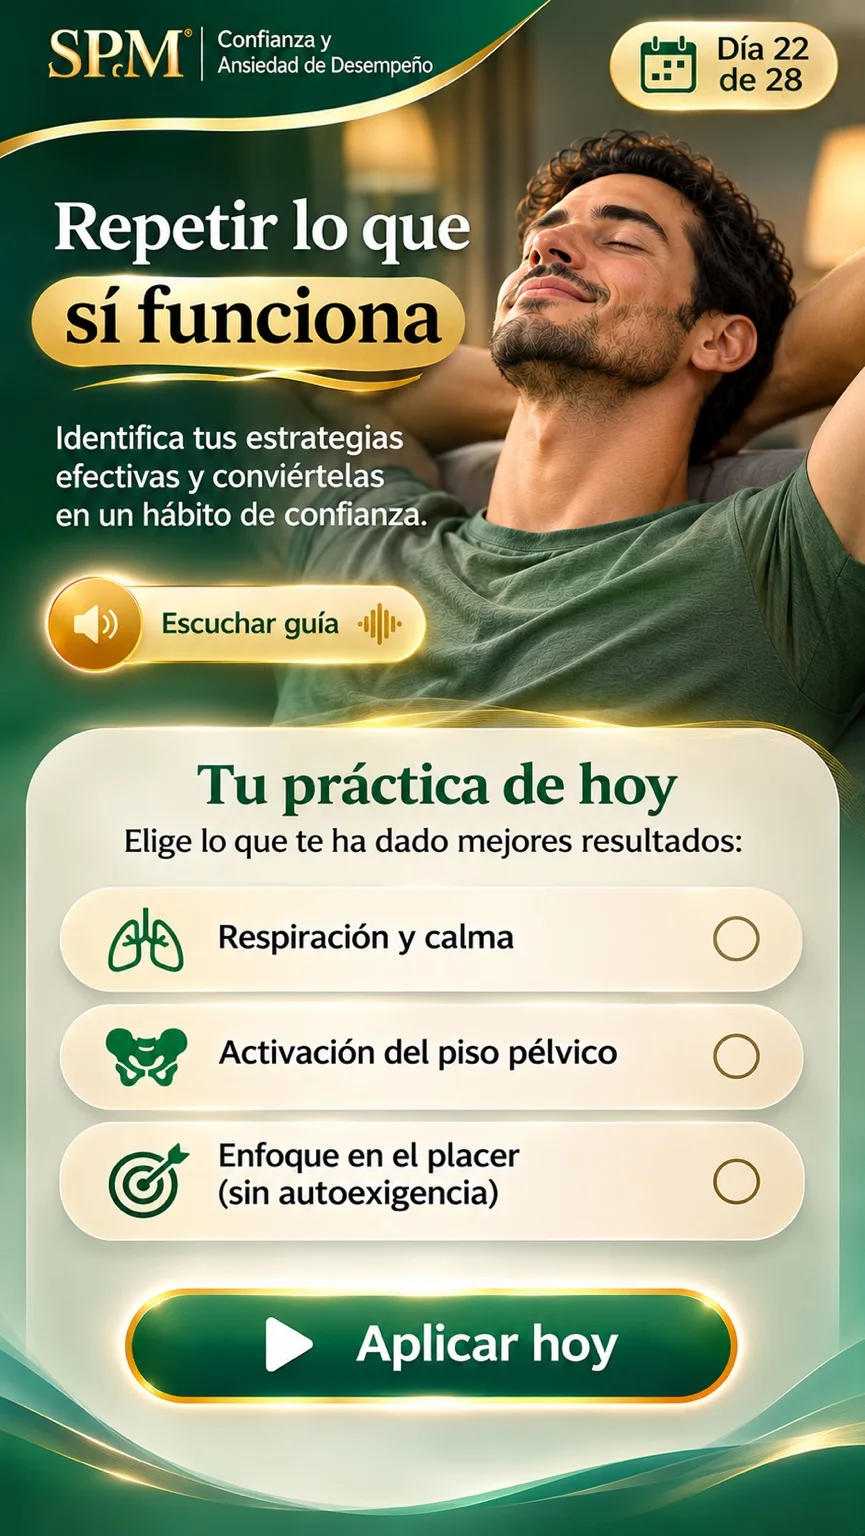 SPcM®
Confianza y
Ansiedad de Desempeño
Día 22
de 28
Repetir lo que
sí funciona
Identifica tus estrategias
efectivas y conviértelas
en un hábito de confianza.
Escuchar guía
Tu práctica de hoy
Elige lo que te ha dado mejores resultados:
Respiración y calma
Activación del piso pélvico
Enfoque en el placer
(sin autoexigencia)
Aplicar hoy